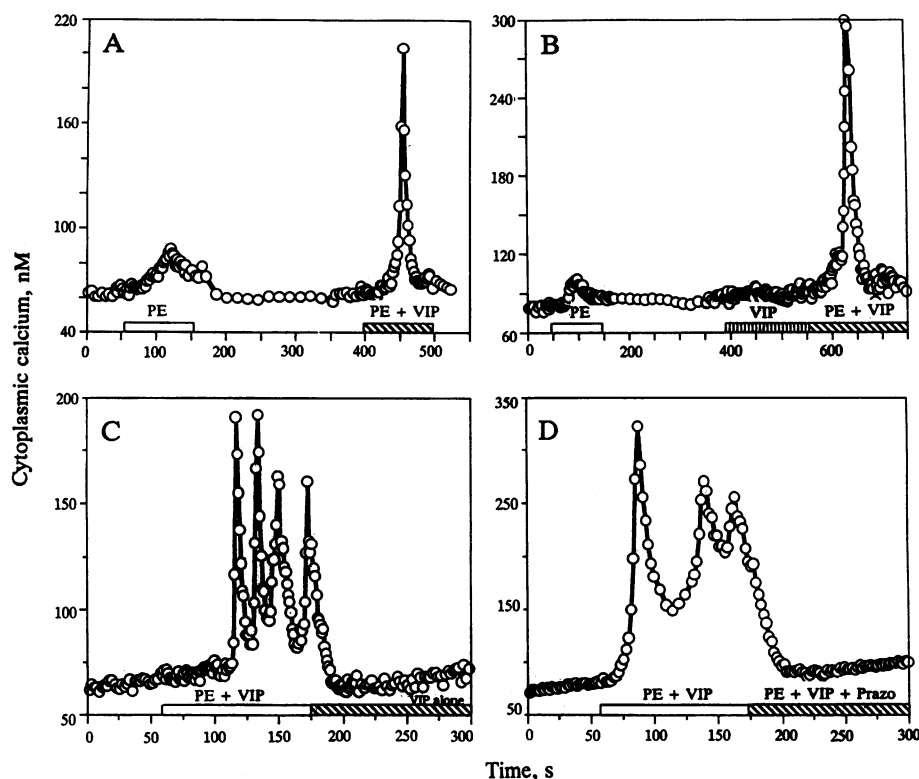 Cytoplasmic calcium, nM
A
220
160
100
40
PE
PE + VIP
0 100 200 300 400 500
B
300
240
180
120
60
PE
VIP
PE + VIP
0 200 400 600
C
200
150
100
50
PE + VIP
VIP alone
0 50 100 150 200 250 300
D
350
250
150
50
PE + VIP
PE + VIP + Prazo
0 50 100 150 200 250 300
Time, s